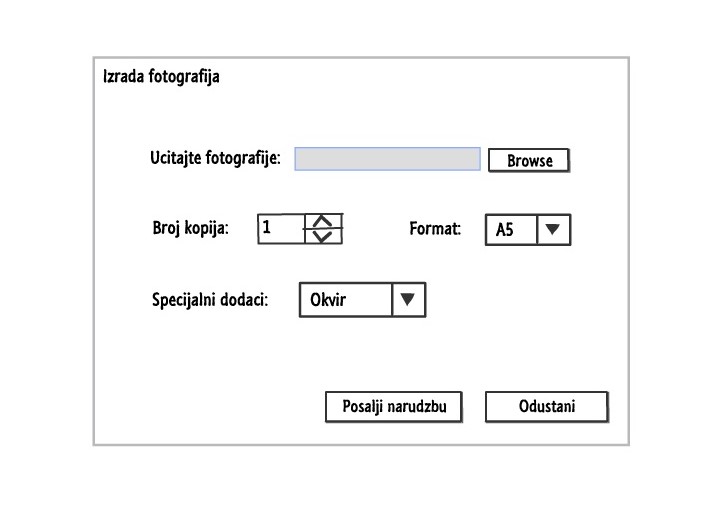 Izrada fotografija
Ucitajte fotografije: Browse
Broj kopija: 1 Format: A5
Specijalni dodaci: Okvir
Posalji narudzbu Odustani